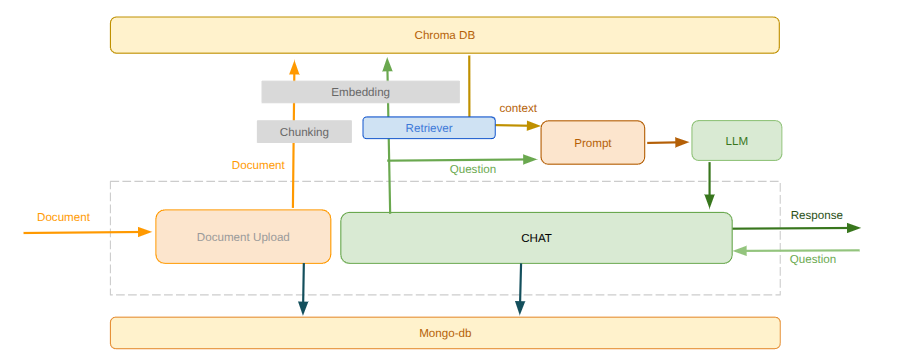 Chroma DB
Embedding
context
Chunking
Retriever
Prompt
LLM
Document
Question
Document
Response
Document Upload
CHAT
Question
Mongo-db